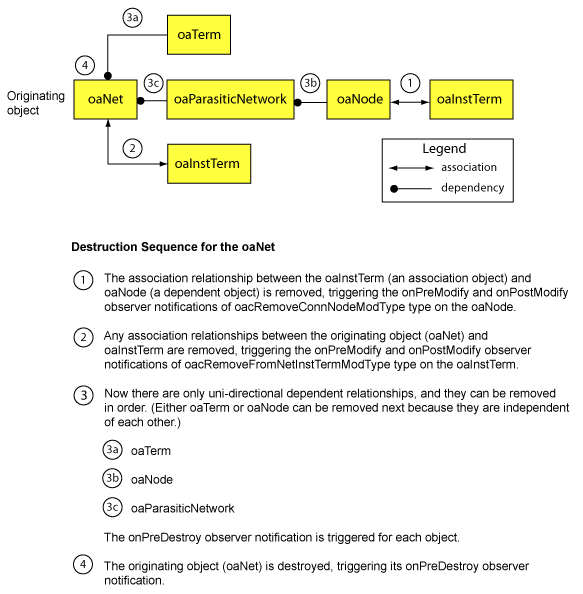 3a
oaTerm
4
3c
3b
1
Originating
object
oaNet
oaParasiticNetwork
oaNode
oaInstTerm
2
oaInstTerm
Legend
association
dependency
Destruction Sequence for the oaNet
1 The association relationship between the oaInstTerm (an association object) and
oaNode (a dependent object) is removed, triggering the onPreModify and onPostModify
observer notifications of oacRemoveConnNodeModType type on the oaNode.
2 Any association relationships between the originating object (oaNet) and
oaInstTerm are removed, triggering the onPreModify and onPostModify observer
notifications of oacRemoveFromNetInstTermModType type on the oaInstTerm.
3 Now there are only uni-directional dependent relationships, and they can be removed
in order. (Either oaTerm or oaNode can be removed next because they are independent
of each other.)
3a oaTerm
3b oaNode
3c oaParasiticNetwork
The onPreDestroy observer notification is triggered for each object.
4 The originating object (oaNet) is destroyed, triggering its onPreDestroy observer
notification.